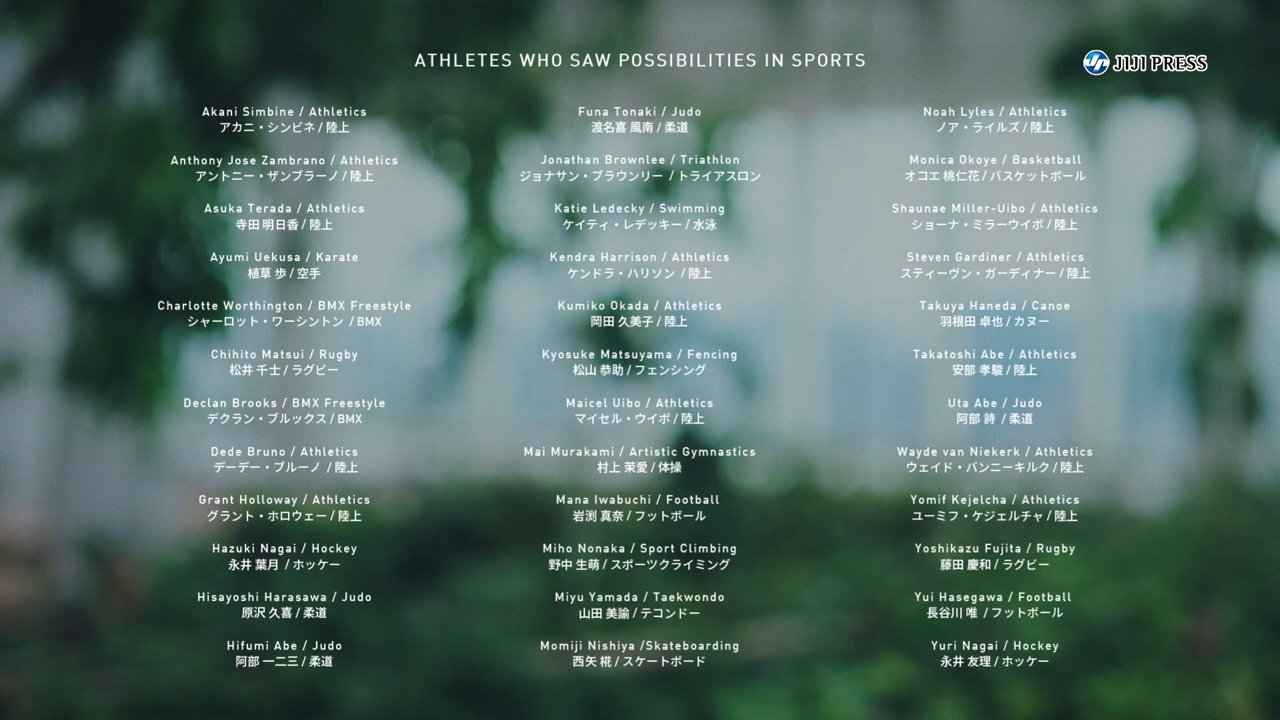 ATHLETES WHO SAW POSSIBILITIES IN SPORTS
JIJI PRESS
Akani Simbine / Athletics
アカニ・シンビネ / 陸上
Anthony Jose Zambrano / Athletics
アントニー・ザンブラーノ / 陸上
Asuka Terada / Athletics
寺田 明日香 / 陸上
Ayumi Uekusa / Karate
植草 歩 / 空手
Charlotte Worthington / BMX Freestyle
シャーロット・ワーシントン / BMX
Chihito Matsui / Rugby
松井 千士 / ラグビー
Declan Brooks / BMX Freestyle
デクラン・ブルックス / BMX
Dede Bruno / Athletics
デーデー・ブルーノ / 陸上
Grant Holloway / Athletics
グラント・ホロウェー / 陸上
Hazuki Nagai / Hockey
永井 葉月 / ホッケー
Hisayoshi Harasawa / Judo
原沢 久喜 / 柔道
Hifumi Abe / Judo
阿部 一二三 / 柔道
Funa Tonaki / Judo
渡名喜 風南 / 柔道
Jonathan Brownlee / Triathlon
ジョナサン・ブラウンリー / トライアスロン
Katie Ledecky / Swimming
ケイティ・レデッキー / 水泳
Kendra Harrison / Athletics
ケンドラ・ハリソン / 陸上
Kumiko Okada / Athletics
岡田 久美子 / 陸上
Kyosuke Matsuyama / Fencing
松山 恭助 / フェンシング
Maicel Uibo / Athletics
マイセル・ウイボ / 陸上
Mai Murakami / Artistic Gymnastics
村上 茉愛 / 体操
Mana Iwabuchi / Football
岩渕 真奈 / フットボール
Miho Nonaka / Sport Climbing
野中 生萌 / スポーツクライミング
Miyu Yamada / Taekwondo
山田 美諭 / テコンドー
Momiji Nishiya /Skateboarding
西矢 椛 / スケートボード
Noah Lyles / Athletics
ノア・ライルズ / 陸上
Monica Okoye / Basketball
オコエ 桃仁花 / バスケットボール
Shaunae Miller-Uibo / Athletics
ショーナ・ミラーウイボ / 陸上
Steven Gardiner / Athletics
スティーヴン・ガーディナー / 陸上
Takuya Haneda / Canoe
羽根田 卓也 / カヌー
Takatoshi Abe / Athletics
安部 孝駿 / 陸上
Uta Abe / Judo
阿部 詩 / 柔道
Wayde van Niekerk / Athletics
ウェイド・バンニーキルク / 陸上
Yomif Kejelcha / Athletics
ユーミフ・ケジェルチャ / 陸上
Yoshikazu Fujita / Rugby
藤田 慶和 / ラグビー
Yui Hasegawa / Football
長谷川 唯 / フットボール
Yuri Nagai / Hockey
永井 友理 / ホッケー